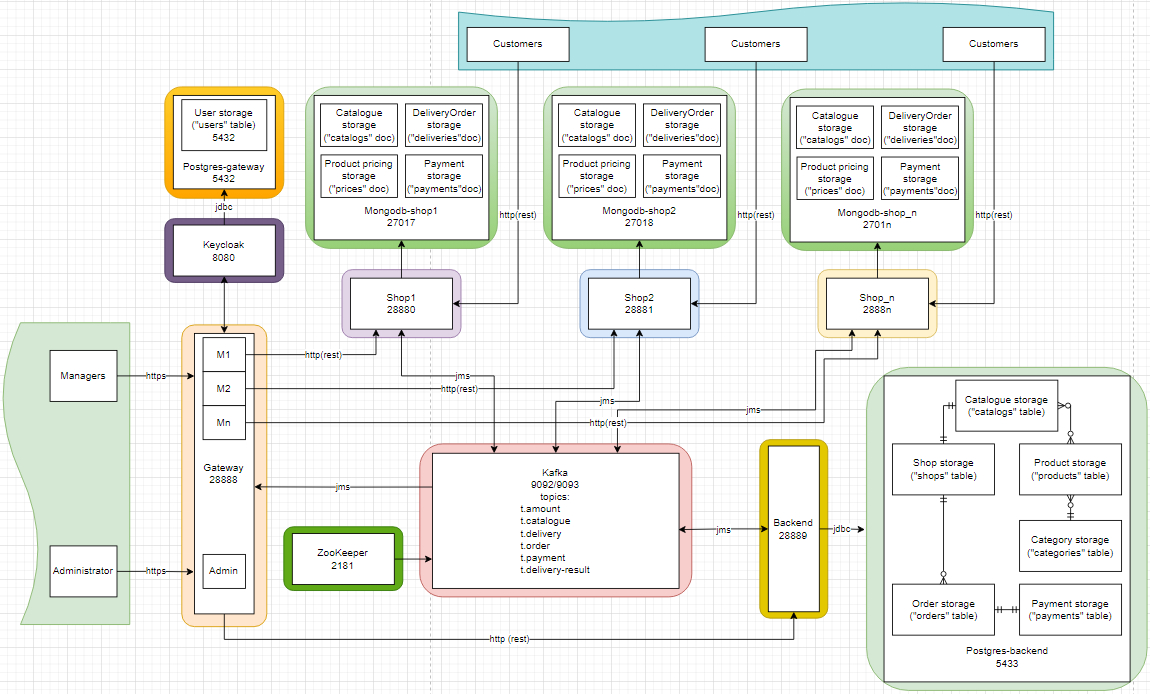 Customers
Customers
Customers
User storage
("users" table)
5432
Postgres-gateway
5432
jdbc
Keycloak
8080
Catalogue
storage
("catalogs" doc)
DeliveryOrder
storage
("deliveries"doc)
Product pricing
storage
("prices" doc)
Payment
storage
("payments"doc)
Mongodb-shop1
27017
http(rest)
Catalogue
storage
("catalogs" doc)
DeliveryOrder
storage
("deliveries"doc)
Product pricing
storage
("prices" doc)
Payment
storage
("payments"doc)
Mongodb-shop2
27018
http(rest)
Catalogue
storage
("catalogs" doc)
DeliveryOrder
storage
("deliveries"doc)
Product pricing
storage
("prices" doc)
Payment
storage
("payments"doc)
Mongodb-shop_n
2701n
http(rest)
Shop1
28880
Shop2
28881
Shop_n
2888n
Managers
https
M1
http(rest)
M2
jms
http(rest)
jms
jms
Mn
http(rest)
Gateway
28888
jms
Administrator
https
Admin
ZooKeeper
2181
Kafka
9092/9093
topics:
t.amount
t.catalogue
t.delivery
t.order
t.payment
t.delivery-result
jms
Backend
28889
jdbc
http (rest)
Catalogue storage
("catalogs" table)
Shop storage
("shops" table)
Product storage
("products" table)
Category storage
("categories" table)
Order storage
("orders" table)
Payment storage
("payments" table)
Postgres-backend
5433